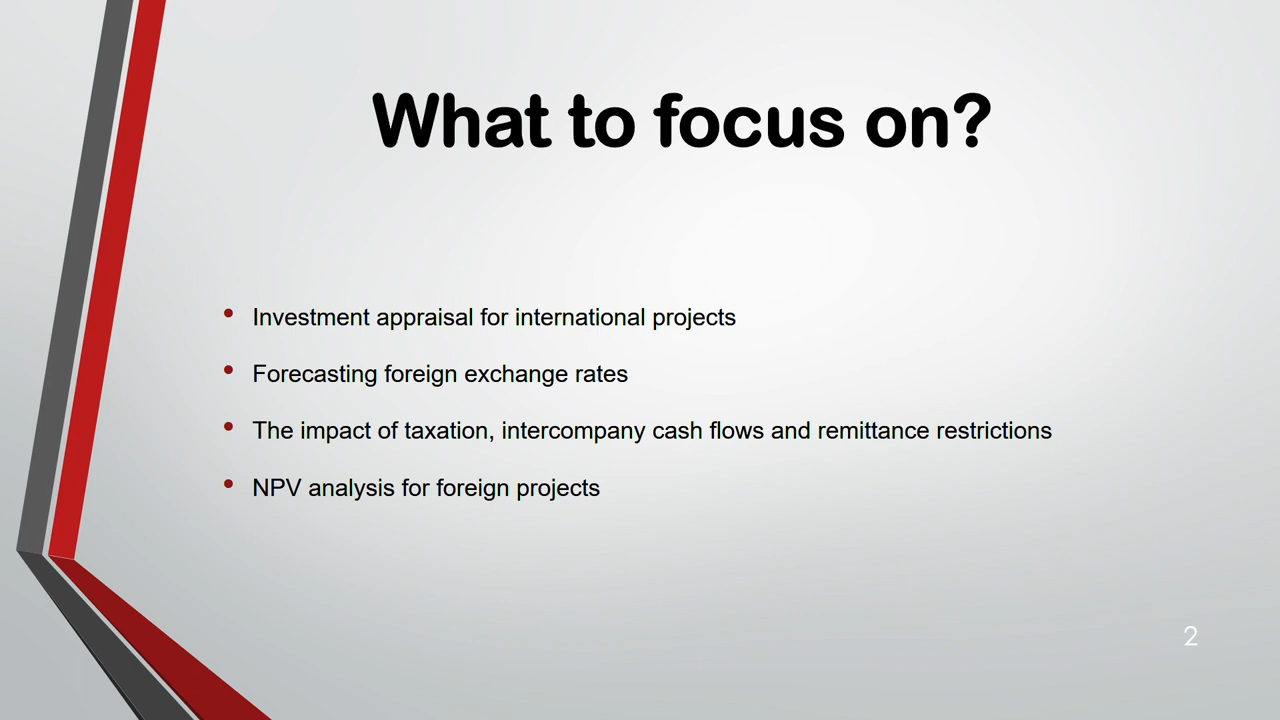 What to focus on?
• Investment appraisal for international projects
• Forecasting foreign exchange rates
• The impact of taxation, intercompany cash flows and remittance restrictions
• NPV analysis for foreign projects
2